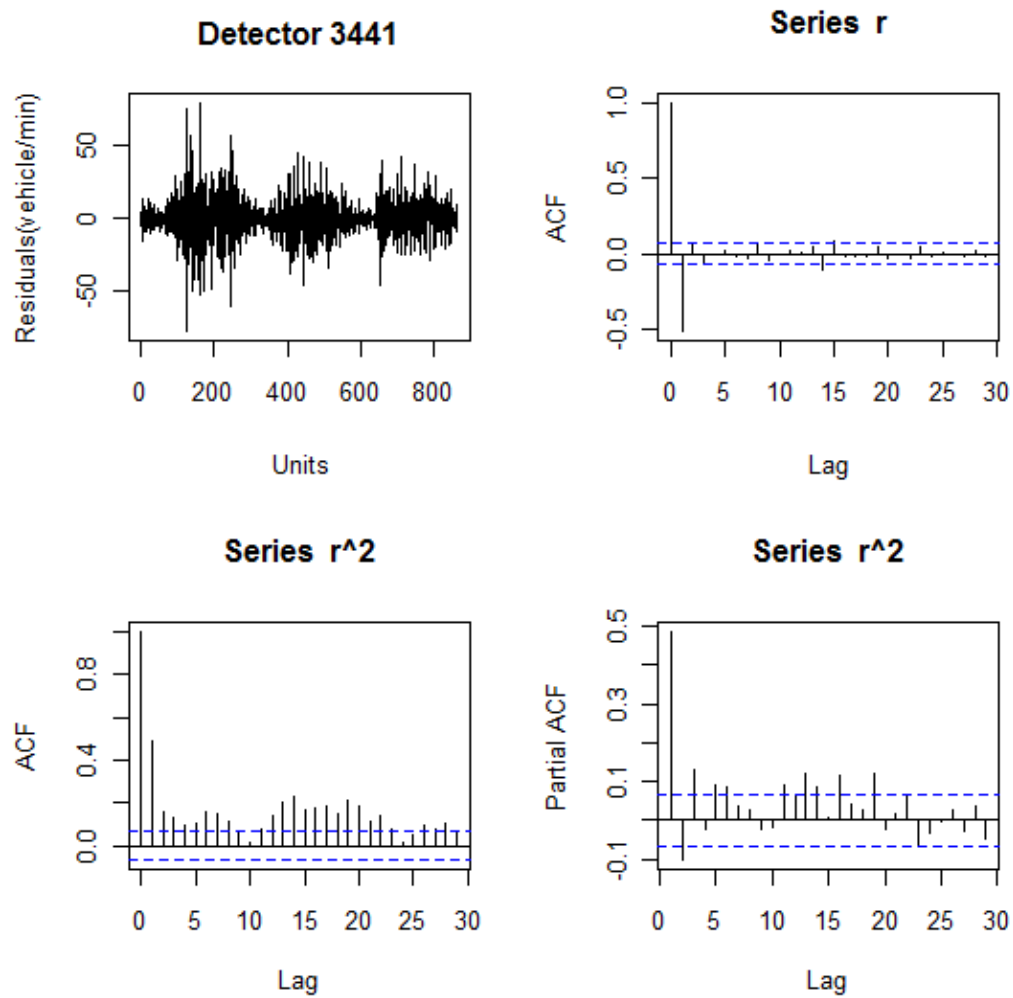 Detector 3441
Residuals(vehicle/min)
50
0
-50
0 200 400 600 800
Units
Series r
ACF
1.0
0.5
0.0
-0.5
0 5 10 15 20 25 30
Lag
Series r^2
ACF
0.8
0.4
0.0
0 5 10 15 20 25 30
Lag
Series r^2
Partial ACF
0.5
0.3
0.1
-0.1
0 5 10 15 20 25 30
Lag